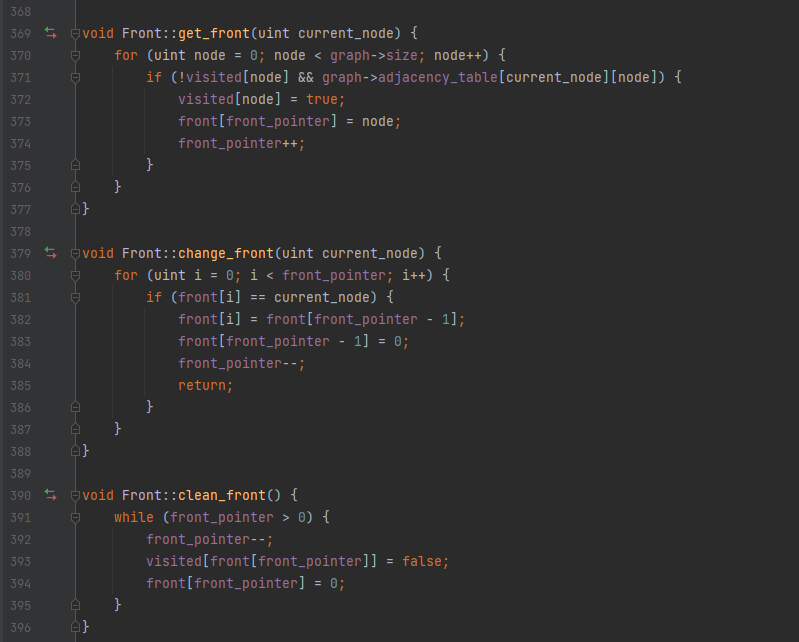 368
369 void Front::get_front(uint current_node) {
370     for (uint node = 0; node < graph->size; node++) {
371         if (!visited[node] && graph->adjacency_table[current_node][node]) {
372             visited[node] = true;
373             front[front_pointer] = node;
374             front_pointer++;
375         }
376     }
377 }
378
379 void Front::change_front(uint current_node) {
380     for (uint i = 0; i < front_pointer; i++) {
381         if (front[i] == current_node) {
382             front[i] = front[front_pointer - 1];
383             front[front_pointer - 1] = 0;
384             front_pointer--;
385             return;
386         }
387     }
388 }
389
390 void Front::clean_front() {
391     while (front_pointer > 0) {
392         front_pointer--;
393         visited[front[front_pointer]] = false;
394         front[front_pointer] = 0;
395     }
396 }